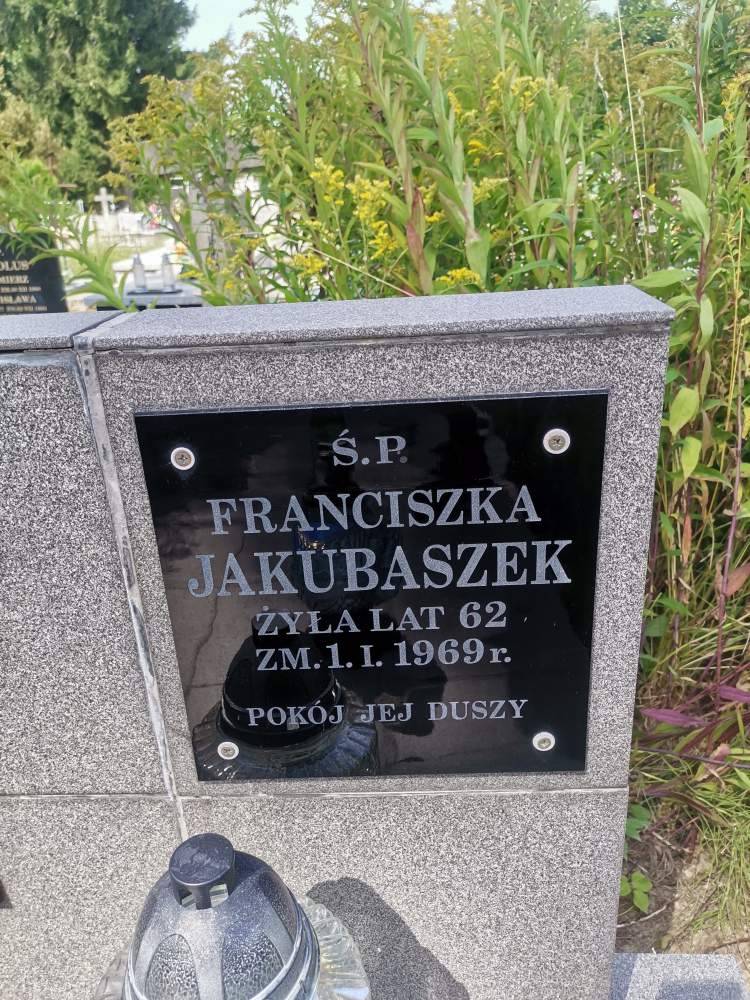 Ś.P.
FRANCISZKA
JAKUBASZEK
ŻYŁA LAT 62
ZM. 1. I. 1969 r.
POKÓJ JEJ DUSZY